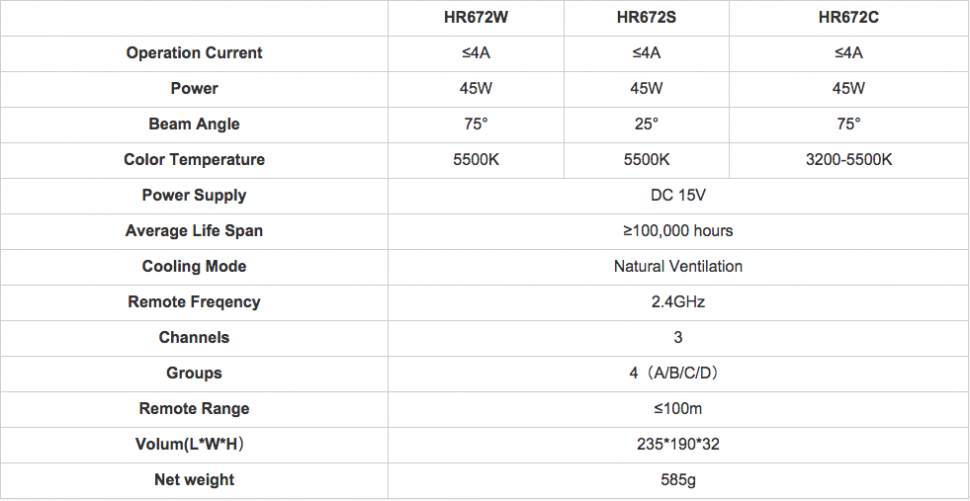 HR672W HR672S HR672C
Operation Current ≤4A ≤4A ≤4A
Power 45W 45W 45W
Beam Angle 75° 25° 75°
Color Temperature 5500K 5500K 3200-5500K
Power Supply DC 15V
Average Life Span ≥100,000 hours
Cooling Mode Natural Ventilation
Remote Freqency 2.4GHz
Channels 3
Groups 4（A/B/C/D）
Remote Range ≤100m
Volum(L*W*H） 235*190*32
Net weight 585g